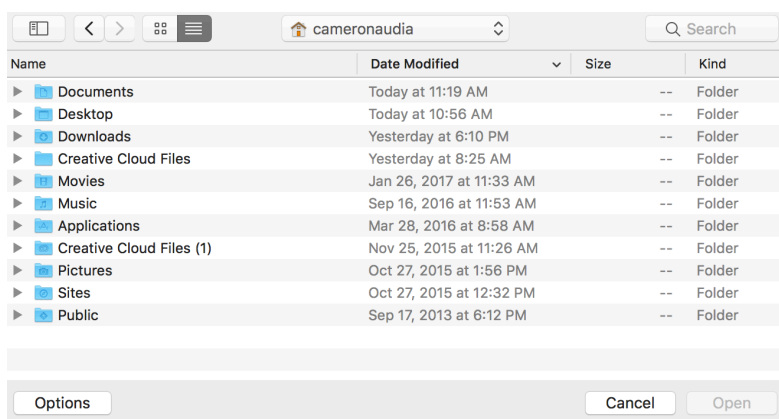 cameronaudia Search
Name Date Modified Size Kind
Documents Today at 11:19 AM -- Folder
Desktop Today at 10:56 AM -- Folder
Downloads Yesterday at 6:10 PM -- Folder
Creative Cloud Files Yesterday at 8:25 AM -- Folder
Movies Jan 26, 2017 at 11:33 AM -- Folder
Music Sep 16, 2016 at 11:53 AM -- Folder
Applications Mar 28, 2016 at 8:58 AM -- Folder
Creative Cloud Files (1) Nov 25, 2015 at 11:26 AM -- Folder
Pictures Oct 27, 2015 at 1:56 PM -- Folder
Sites Oct 27, 2015 at 12:32 PM -- Folder
Public Sep 17, 2013 at 6:12 PM -- Folder
Options Cancel Open